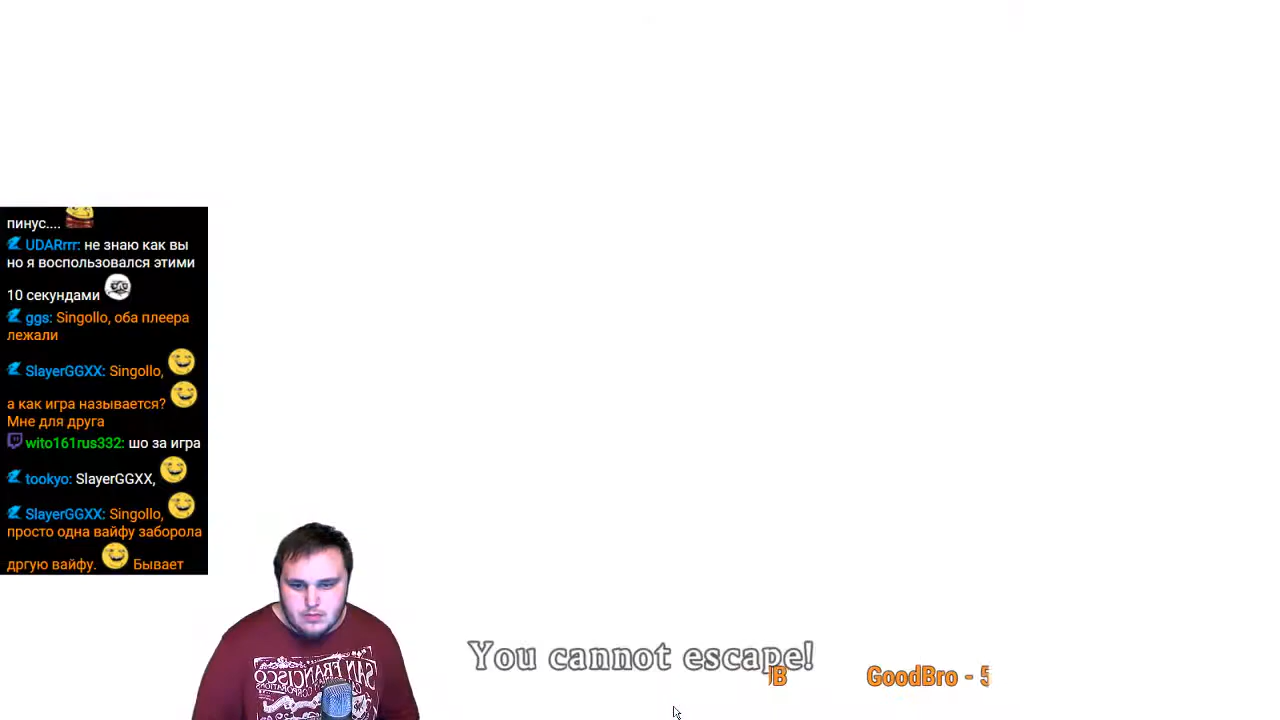 пинус....
UDARrrr: не знаю как вы
но я воспользовался этими
10 секундами
ggs: Singollo, оба плеера
лежали
SlayerGGXX: Singollo,
а как игра называется?
Мне для друга
wito161rus332: шо за игра
tookyo: SlayerGGXX,
SlayerGGXX: Singollo,
просто одна вайфу заборола
дргую вайфу. Бывает
You cannot escape!
GoodBro - 5
SAN FRANCISCO